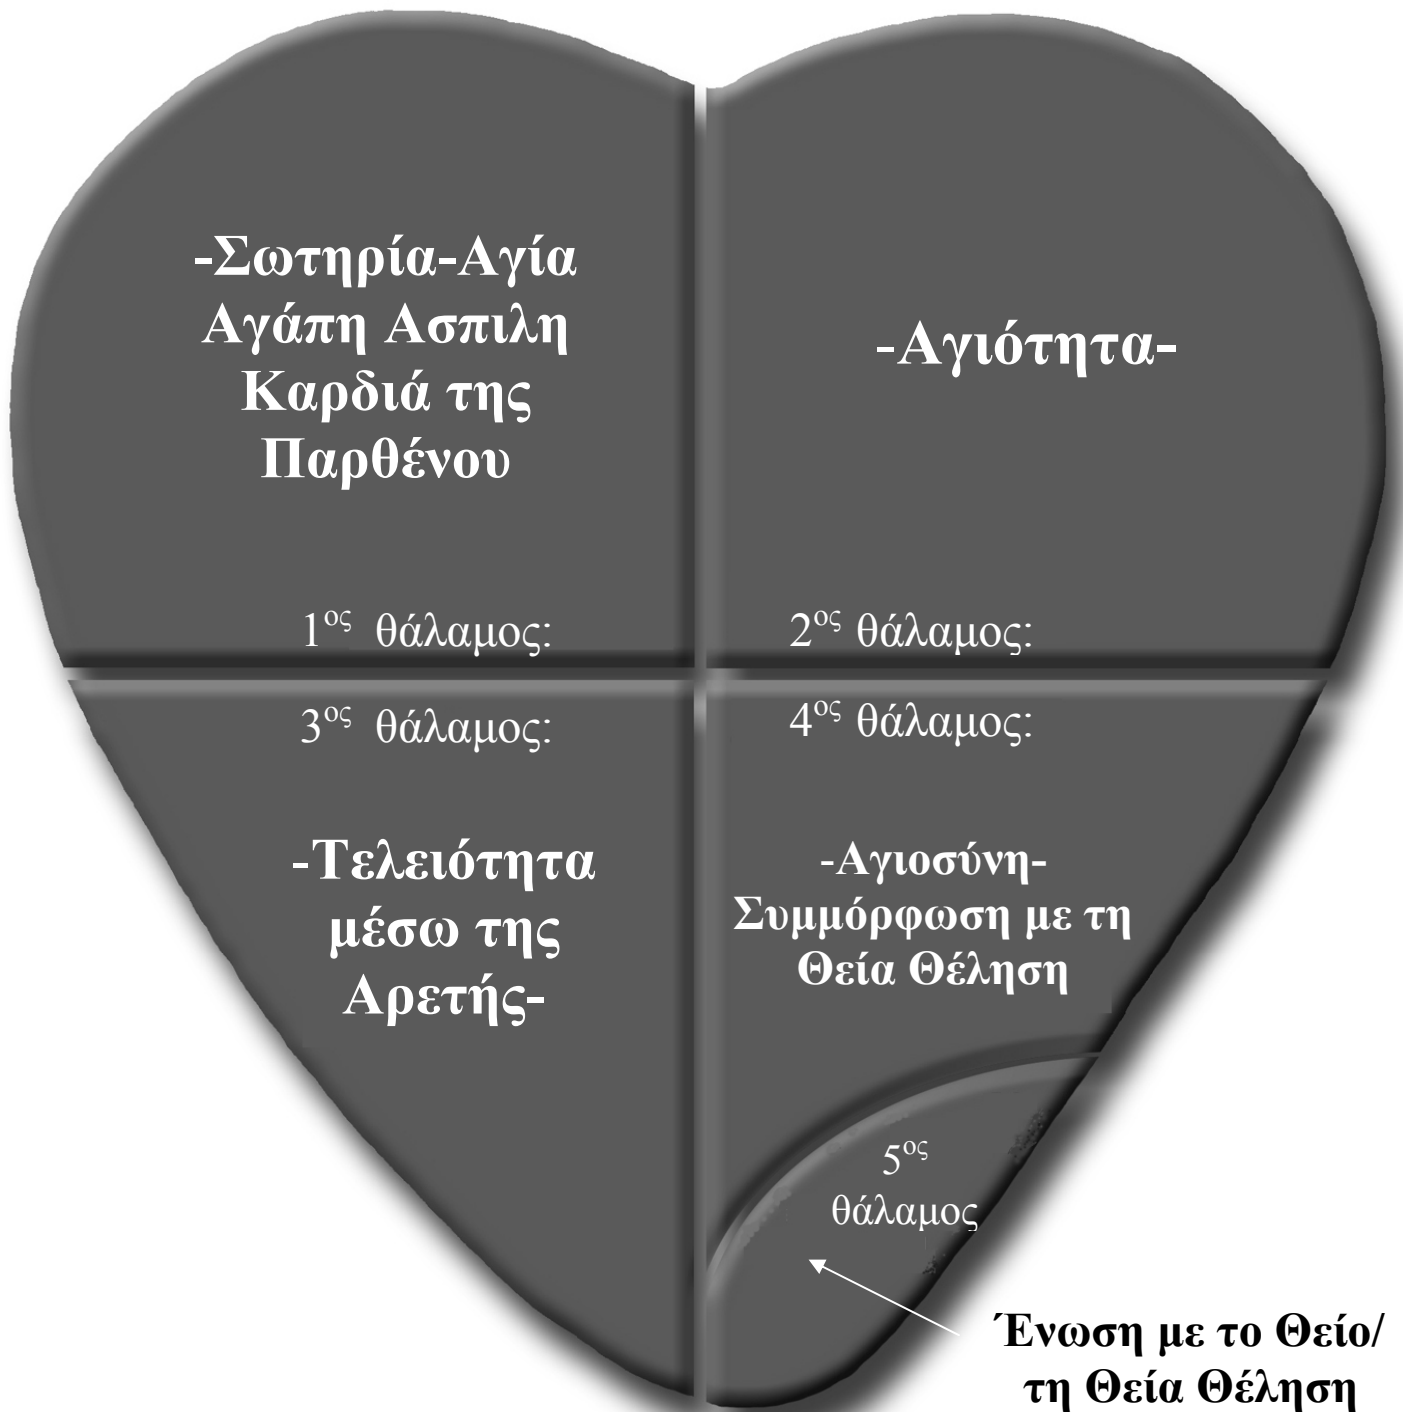 -Σωτηρία-Αγία
Αγάπη Ασπιλη
Καρδιά της
Παρθένου
1ος θάλαμος:
-Αγιότητα-
2ος θάλαμος:
3ος θάλαμος:
-Τελειότητα
μέσω της
Αρετής-
4ος θάλαμος:
-Αγιοσύνη-
Συμμόρφωση με τη
Θεία Θέληση
5ος
θάλαμος
Ένωση με το Θείο/
τη Θεία Θέληση